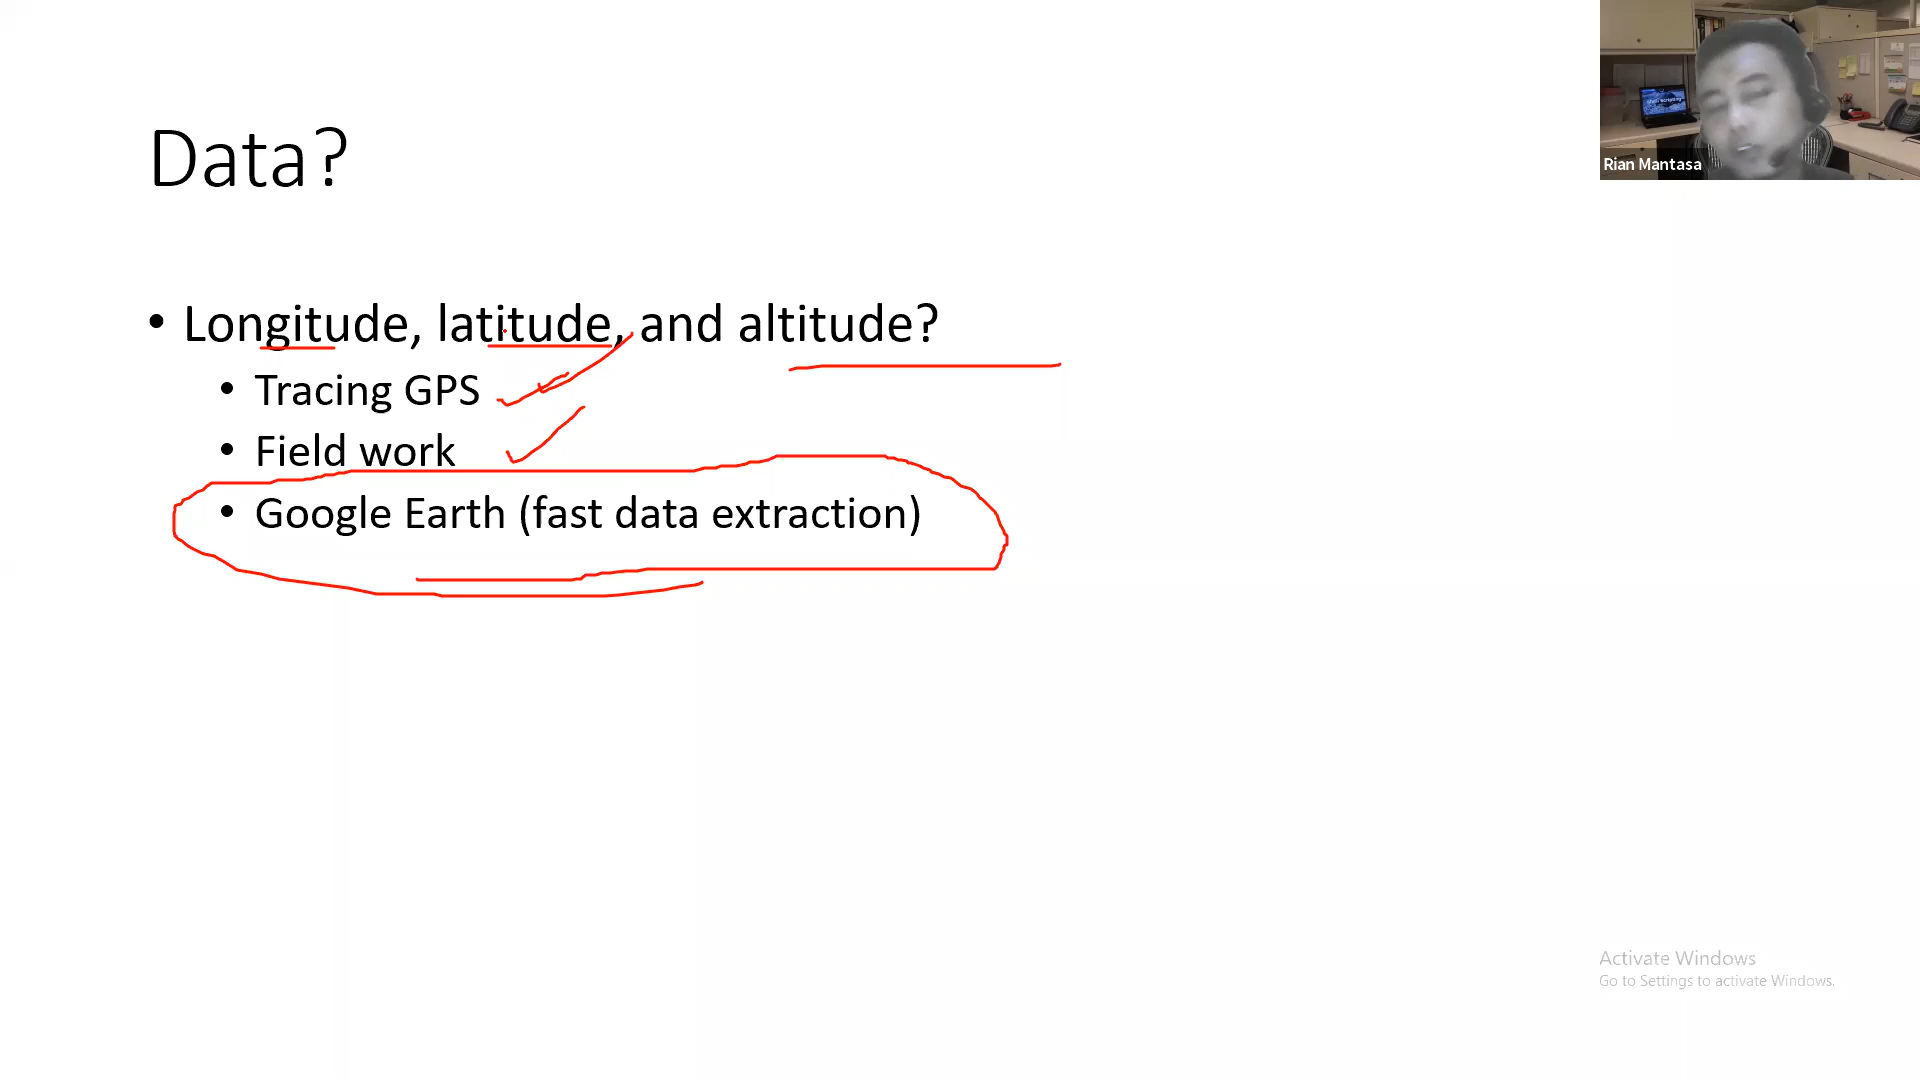 Data?
• Longitude, latitude, and altitude?
• Tracing GPS
• Field work
• Google Earth (fast data extraction)
Rian Mantasa
Activate Windows
Go to Settings to activate Windows.